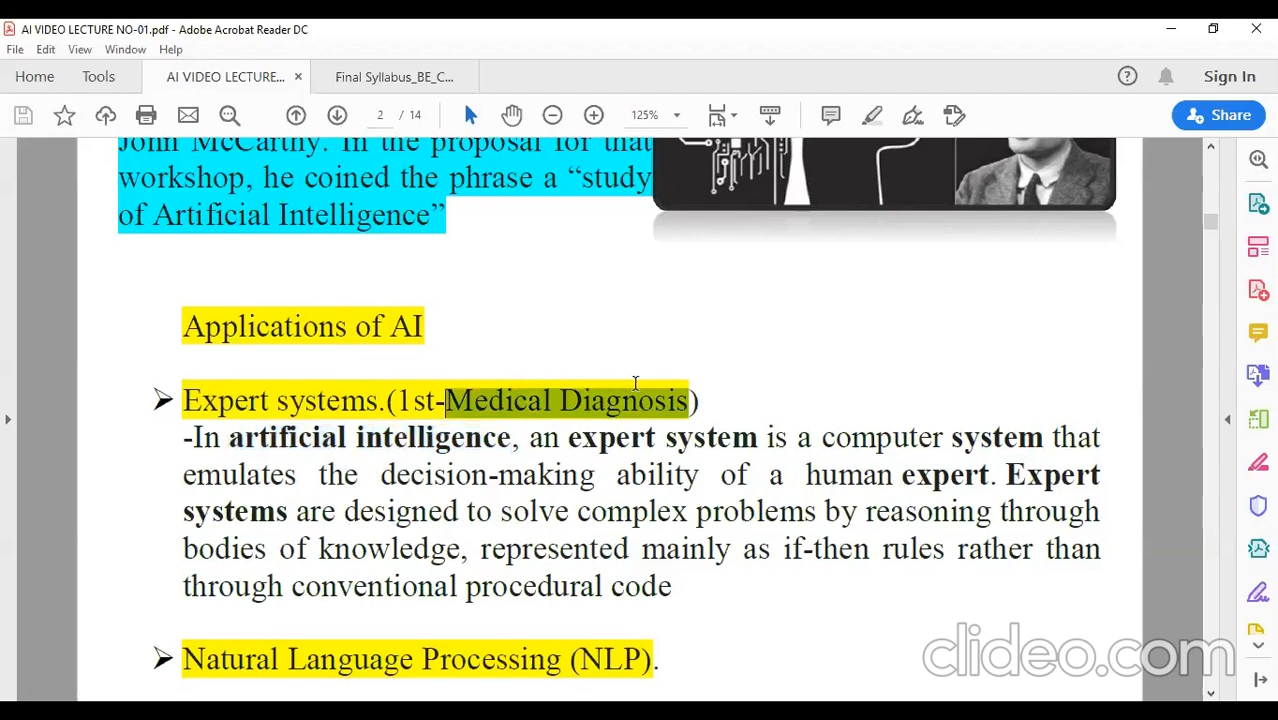 AI VIDEO LECTURE NO-01.pdf - Adobe Acrobat Reader DC
File Edit View Window Help
Home Tools AI VIDEO LECTURE... × Final Syllabus_BE_C... Sign In
2 / 14 125% Share
John McCarthy. In the proposal for that
workshop, he coined the phrase a “study
of Artificial Intelligence”
Applications of AI
Expert systems.(1st-Medical Diagnosis)
-In artificial intelligence, an expert system is a computer system that
emulates the decision-making ability of a human expert. Expert
systems are designed to solve complex problems by reasoning through
bodies of knowledge, represented mainly as if-then rules rather than
through conventional procedural code
Natural Language Processing (NLP).
clideo.com